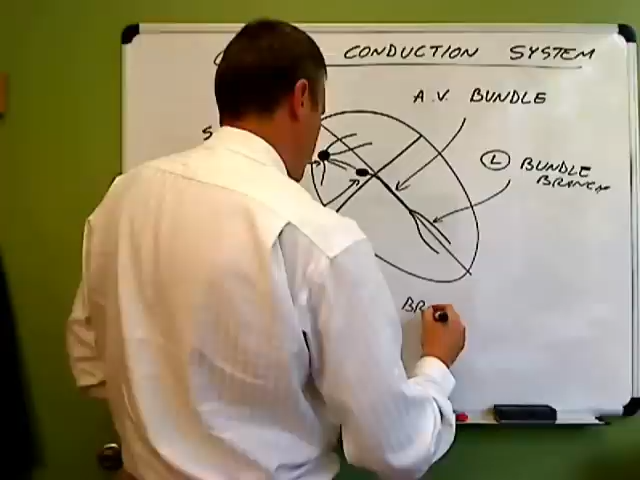 C CONDUCTION SYSTEM
A.V. BUNDLE
S
L BUNDLE
BRANCH
BR